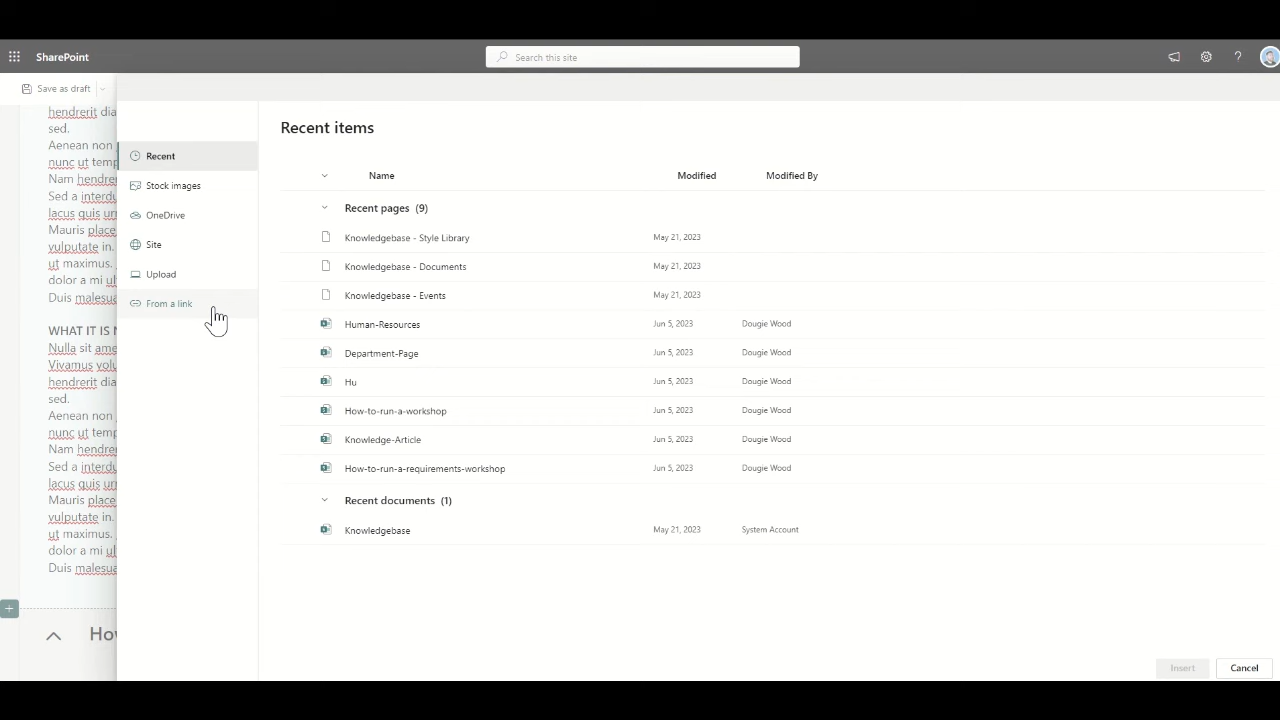 SharePoint
Search this site
Save as draft
hendrerit dia
sed.
Aenean non
nunc ut temp
Nam hendre
Sed a interdu
lacus quis urn
Mauris place
vulputate in.
ut maximus.
dolor a mi ul
Duis malesua
WHAT IT IS N
Nulla sit ame
Vivamus volu
hendrerit dia
sed.
Aenean non
nunc ut temp
Nam hendre
Sed a interdu
lacus quis urn
Mauris place
vulputate in.
ut maximus.
dolor a mi ul
Duis malesua
How
Recent
Stock images
OneDrive
Site
Upload
From a link
Recent items
Name Modified Modified By
Recent pages (9)
Knowledgebase - Style Library May 21, 2023
Knowledgebase - Documents May 21, 2023
Knowledgebase - Events May 21, 2023
Human-Resources Jun 5, 2023 Dougie Wood
Department-Page Jun 5, 2023 Dougie Wood
Hu Jun 5, 2023 Dougie Wood
How-to-run-a-workshop Jun 5, 2023 Dougie Wood
Knowledge-Article Jun 5, 2023 Dougie Wood
How-to-run-a-requirements-workshop Jun 5, 2023 Dougie Wood
Recent documents (1)
Knowledgebase May 21, 2023 System Account
Insert Cancel